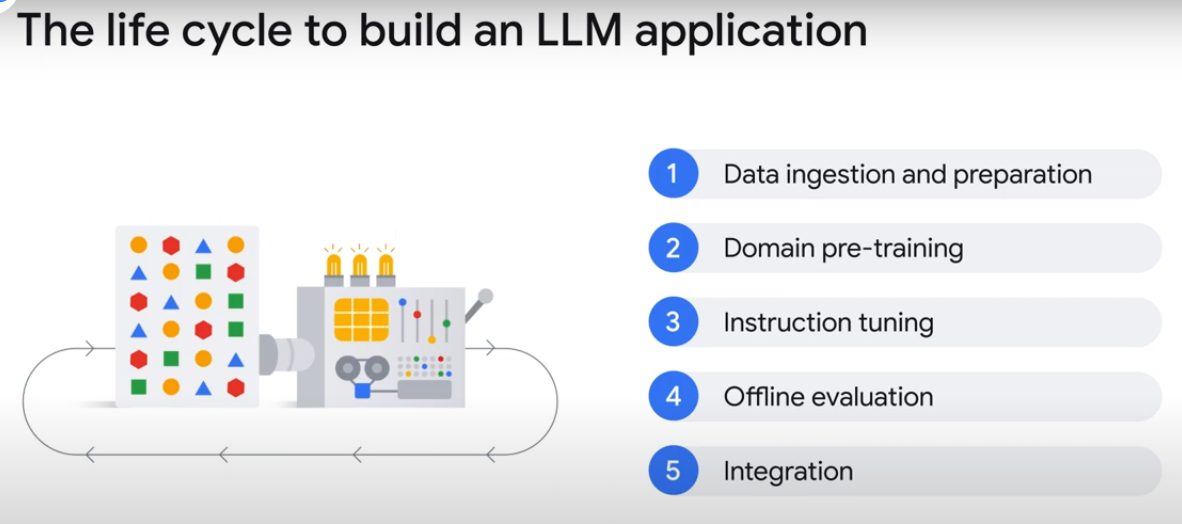 The life cycle to build an LLM application
1 Data ingestion and preparation
2 Domain pre-training
3 Instruction tuning
4 Offline evaluation
5 Integration